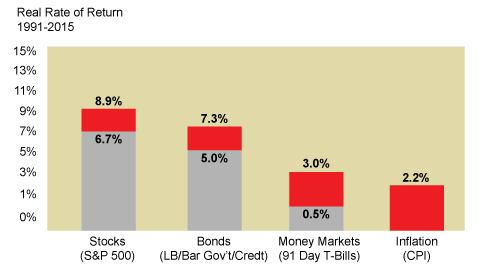 Real Rate of Return
1991-2015
15%
13%
11%
9%
7%
5%
3%
1%
0%
8.9%
6.7%
7.3%
5.0%
3.0%
0.5%
2.2%
Stocks
(S&P 500)
Bonds
(LB/Bar Gov't/Credt)
Money Markets
(91 Day T-Bills)
Inflation
(CPI)